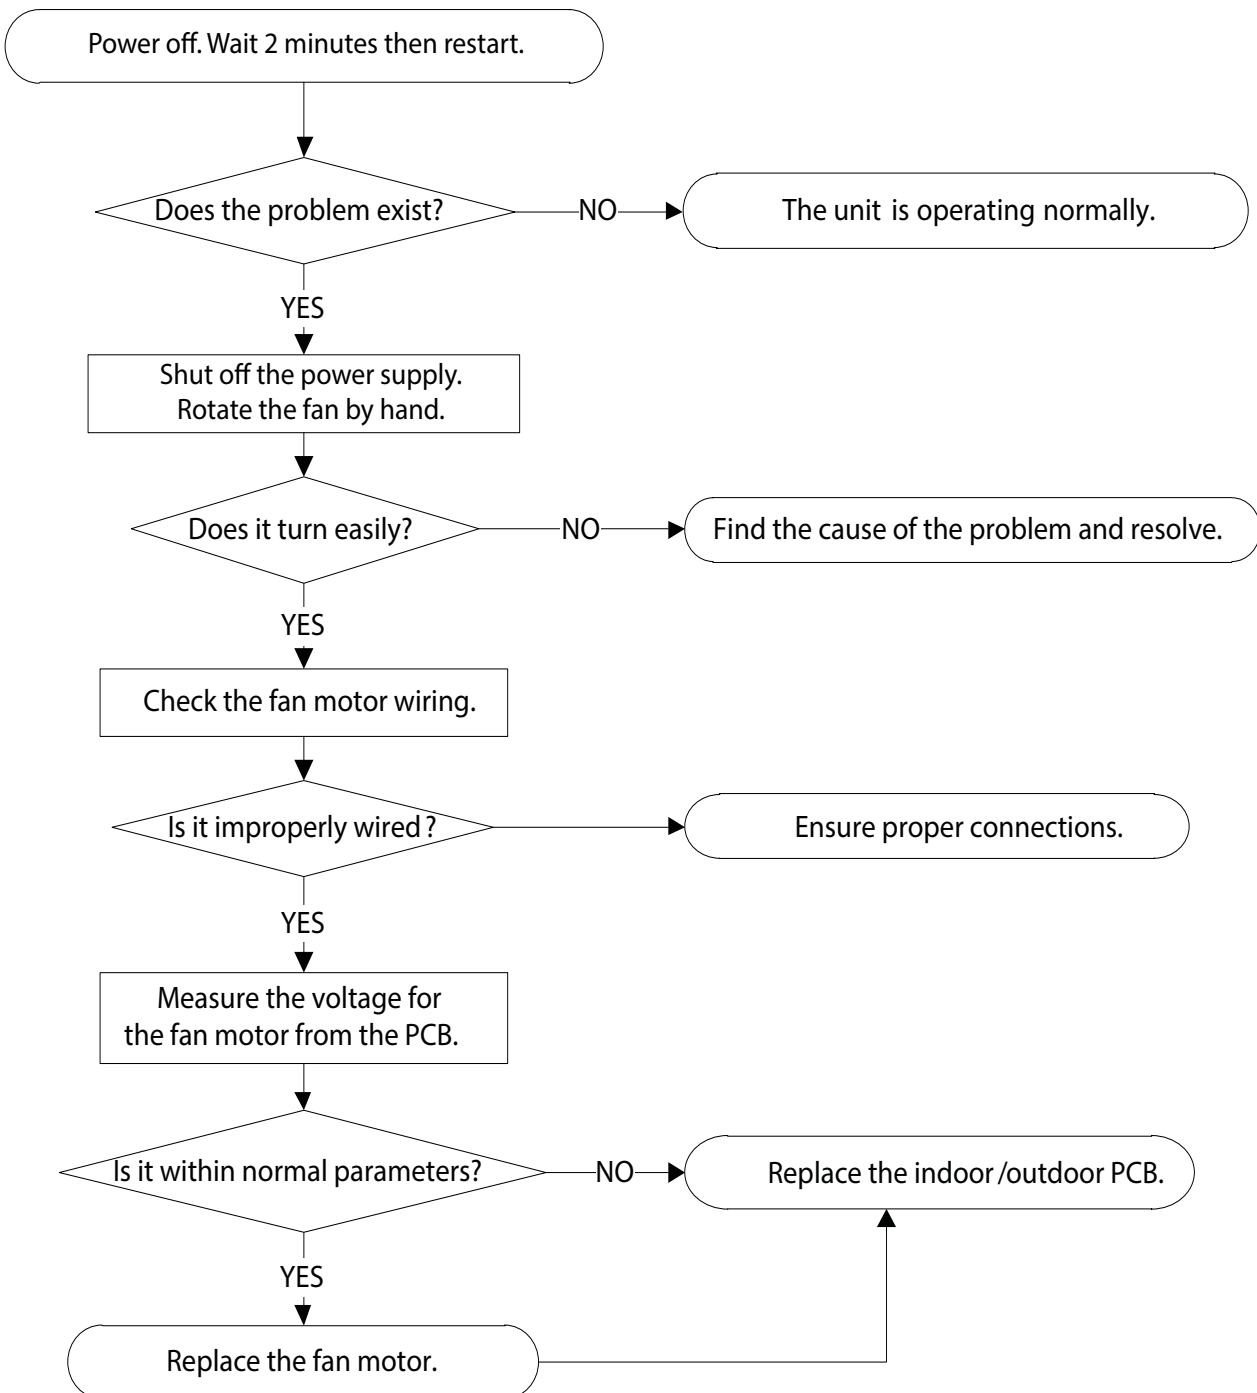 Power off. Wait 2 minutes then restart.
Does the problem exist?
NO
The unit is operating normally.
YES
Shut off the power supply.
Rotate the fan by hand.
Does it turn easily?
NO
Find the cause of the problem and resolve.
YES
Check the fan motor wiring.
Is it improperly wired?
Ensure proper connections.
YES
Measure the voltage for
the fan motor from the PCB.
Is it within normal parameters?
NO
Replace the indoor/outdoor PCB.
YES
Replace the fan motor.